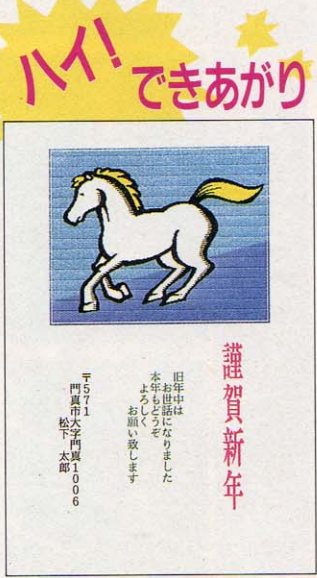 ハイ!
できあがり
謹賀新年
旧年中は
お世話になりました
本年もどうぞ
よろしく
お願い致します
〒571
門真市大字門真1006
松下 太郎